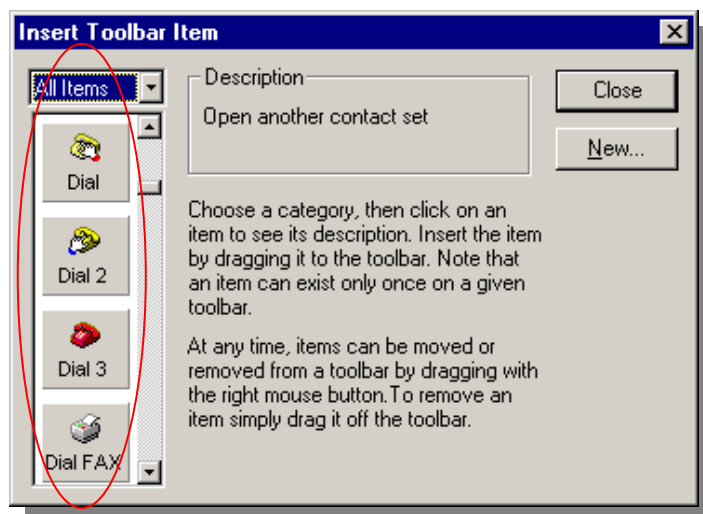 Insert Toolbar Item
All Items
Dial
Dial 2
Dial 3
Dial FAX
Description
Open another contact set
Choose a category, then click on an
item to see its description. Insert the item
by dragging it to the toolbar. Note that
an item can exist only once on a given
toolbar.
At any time, items can be moved or
removed from a toolbar by dragging with
the right mouse button.To remove an
item simply drag it off the toolbar.
Close
New...